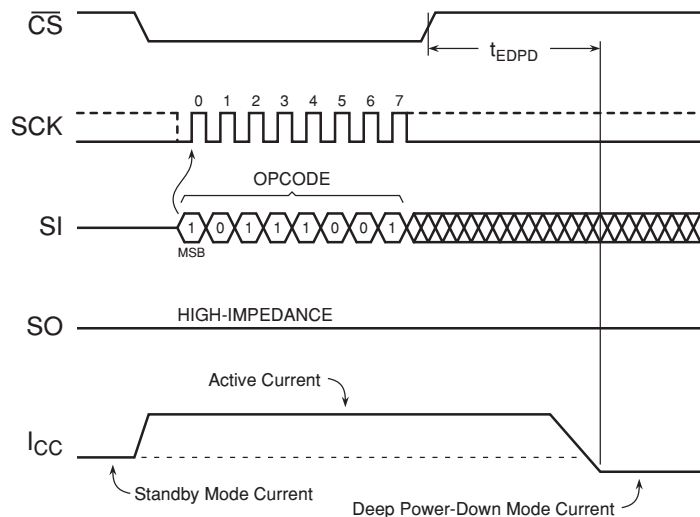 CS
tEDPD
0 1 2 3 4 5 6 7
SCK
OPCODE
SI
1 0 1 1 1 0 0 1
MSB
HIGH-IMPEDANCE
SO
Active Current
ICC
Standby Mode Current
Deep Power-Down Mode Current